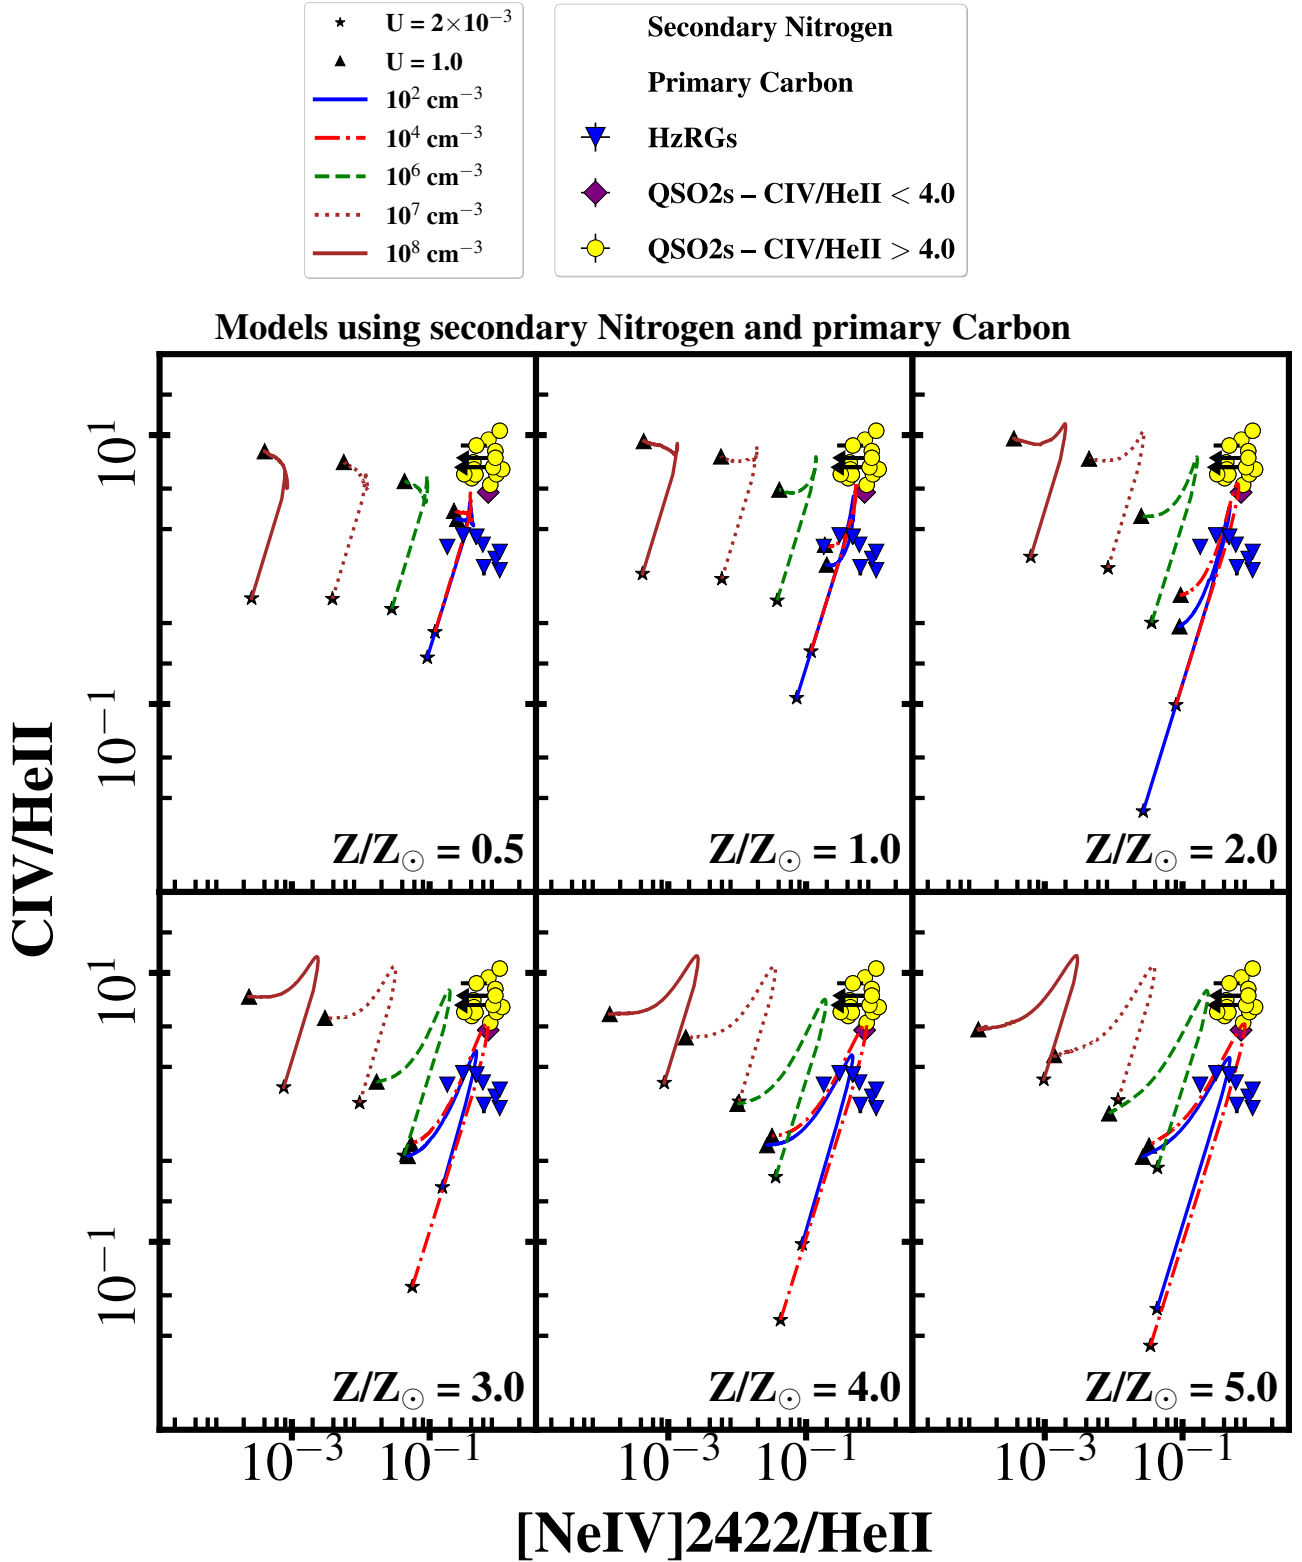 U = 2×10⁻³
U = 1.0
10² cm⁻³
10⁴ cm⁻³
10⁶ cm⁻³
10⁷ cm⁻³
10⁸ cm⁻³
Secondary Nitrogen
Primary Carbon
HzRGs
QSO2s – CIV/HeII < 4.0
QSO2s – CIV/HeII > 4.0
Models using secondary Nitrogen and primary Carbon
CIV/HeII
10¹
10⁻¹
Z/Z☉ = 0.5
Z/Z☉ = 1.0
Z/Z☉ = 2.0
10¹
10⁻¹
Z/Z☉ = 3.0
Z/Z☉ = 4.0
Z/Z☉ = 5.0
10⁻³ 10⁻¹ 10⁻³ 10⁻¹ 10⁻³ 10⁻¹
[NeIV]2422/HeII